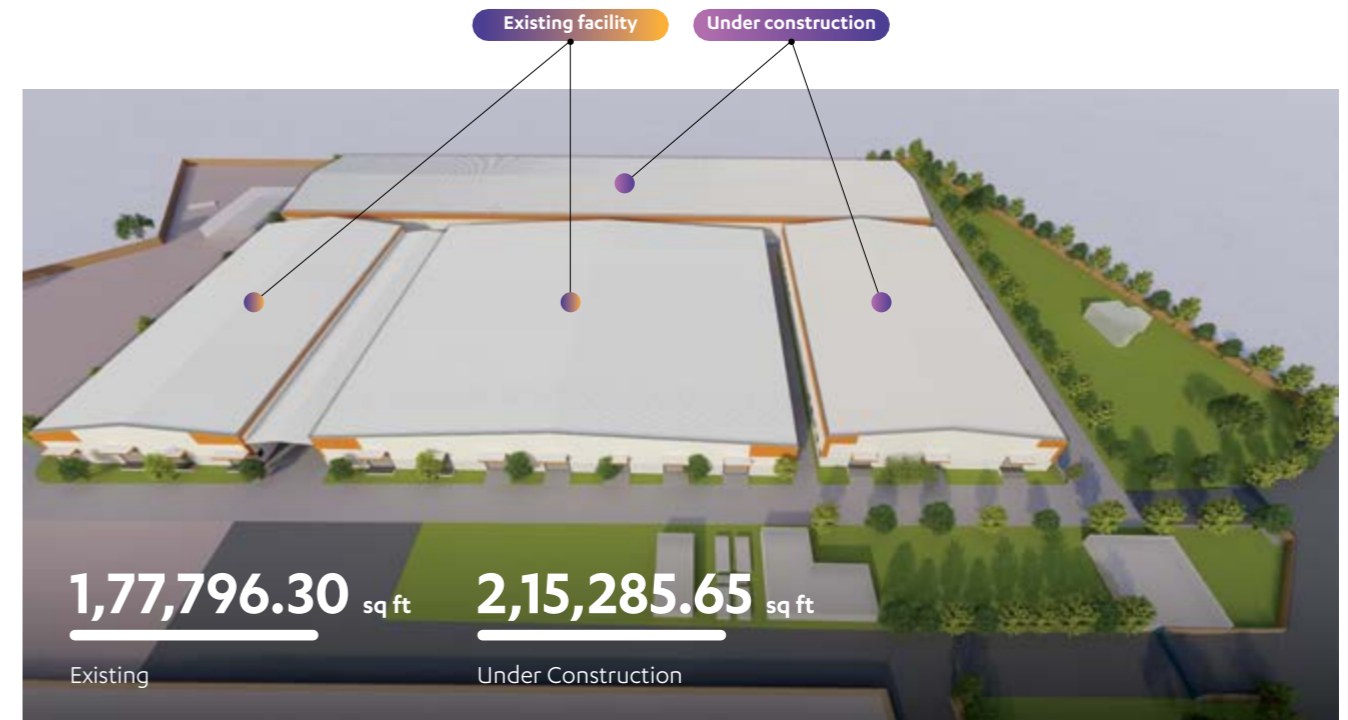 Existing facility
Under construction
1,77,796.30 sq ft
2,15,285.65 sq ft
Existing
Under Construction